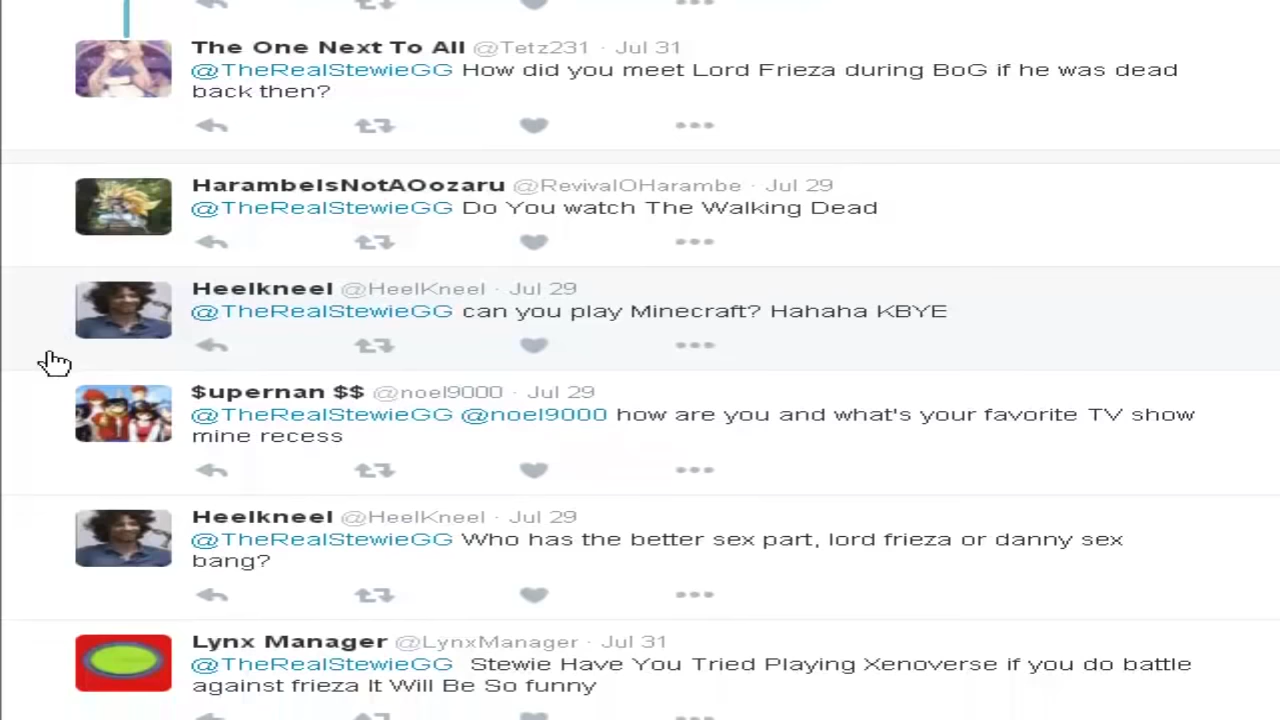 The One Next To All @Tetz231 · Jul 31
@TheRealStewieGG How did you meet Lord Frieza during BoG if he was dead
back then?
HarambeIsNotAOozaru @RevivalOHarambe · Jul 29
@TheRealStewieGG Do You watch The Walking Dead
Heelkneel @HeelKneel · Jul 29
@TheRealStewieGG can you play Minecraft? Hahaha KBYE
$upernan $$ @noel9000 · Jul 29
@TheRealStewieGG @noel9000 how are you and what's your favorite TV show
mine recess
Heelkneel @HeelKneel · Jul 29
@TheRealStewieGG Who has the better sex part, lord frieza or danny sex
bang?
Lynx Manager @LynxManager · Jul 31
@TheRealStewieGG Stewie Have You Tried Playing Xenoverse if you do battle
against frieza It Will Be So funny